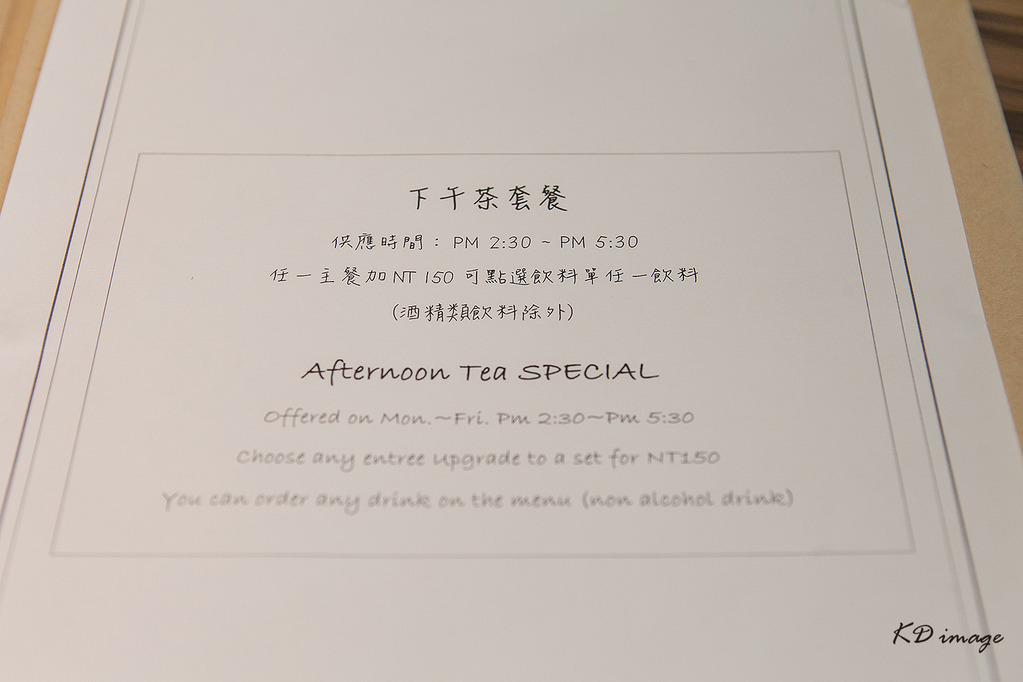 下午茶套餐
供應時間：PM 2:30 ~ PM 5:30
任一主餐加NT 150 可點選飲料單任一飲料
(酒精類飲料除外)
Afternoon Tea SPECIAL
Offered on Mon.~Fri. Pm 2:30~Pm 5:30
Choose any entree upgrade to a set for NT150
You can order any drink on the menu (non alcohol drink)
KD image